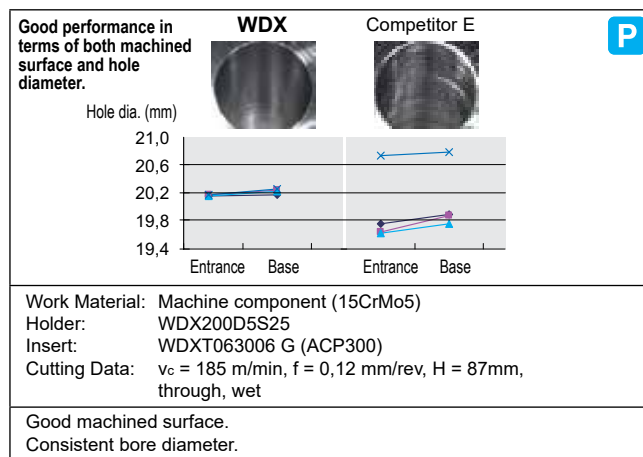 Good performance in
terms of both machined
surface and hole
diameter.
WDX
Competitor E
P
Hole dia. (mm)
21,0
20,6
20,2
19,8
19,4
Entrance Base
Entrance Base
Work Material: Machine component (15CrMo5)
Holder: WDX200D5S25
Insert: WDXT063006 G (ACP300)
Cutting Data: vc = 185 m/min, f = 0,12 mm/rev, H = 87mm,
through, wet
Good machined surface.
Consistent bore diameter.